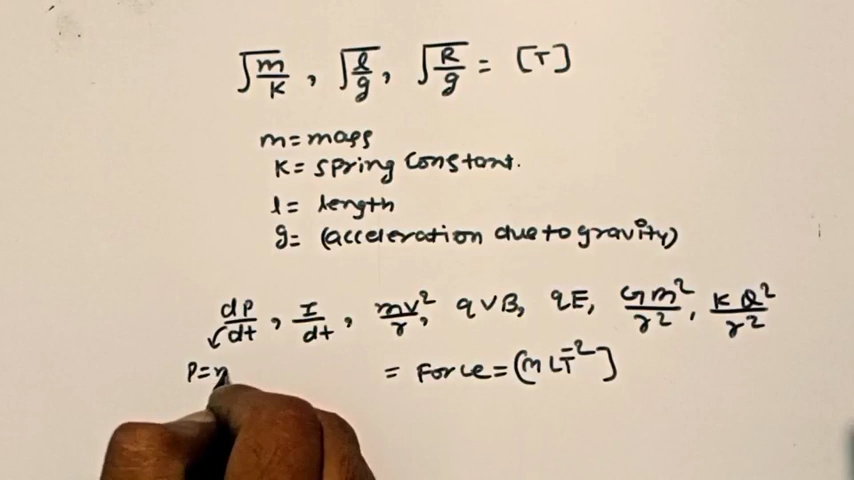 √m/K , √l/g, √R/g = [T]
m=mass
K= spring constant.
l= length
g= (acceleration due to gravity)
dP/dt , I/dt , mv²/r, qvB, qE, Gm²/r², KQ²/r²
P=m = Force=[MLT⁻²]